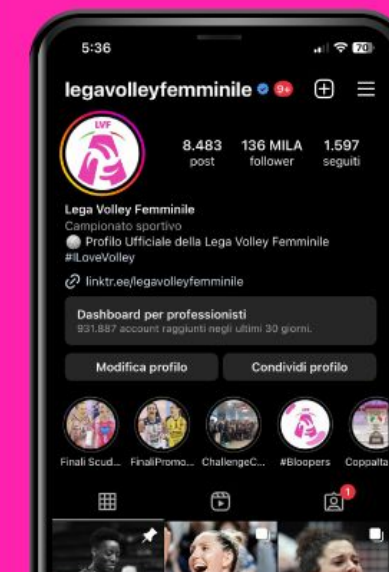 5:36
70
legavolleyfemminile 9+
LVF
8.483 136 MILA 1.597
post follower seguiti
Lega Volley Femminile
Campionato sportivo
🏐 Profilo Ufficiale della Lega Volley Femminile
#ILoveVolley
linktr.ee/legavolleyfemminile
Dashboard per professionisti
931.887 account raggiunti negli ultimi 30 giorni.
Modifica profilo Condividi profilo
Finali Scud... FinaliPromo... ChallengeC... #Bloopers CoppaIta
1